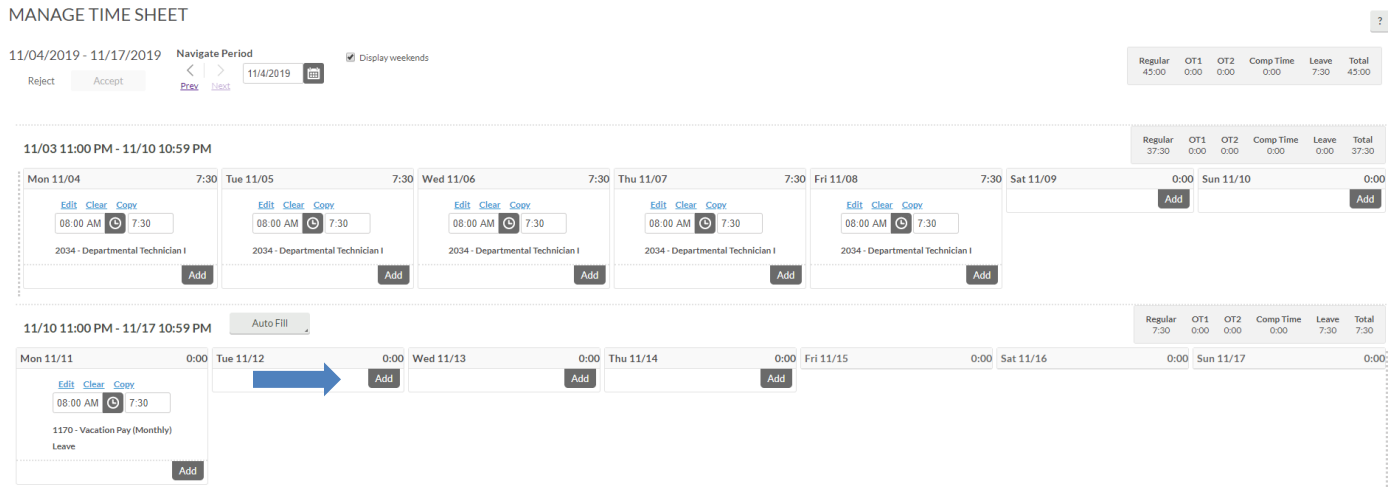 MANAGE TIME SHEET
?
11/04/2019 - 11/17/2019 Navigate Period Display weekends
Reject Accept Prev Next 11/4/2019
Regular OT1 OT2 Comp Time Leave Total
45:00 0:00 0:00 0:00 7:30 45:00
11/03 11:00 PM - 11/10 10:59 PM
Regular OT1 OT2 Comp Time Leave Total
37:30 0:00 0:00 0:00 0:00 37:30
Mon 11/04 7:30 Tue 11/05 7:30 Wed 11/06 7:30 Thu 11/07 7:30 Fri 11/08 7:30 Sat 11/09 0:00 Sun 11/10 0:00
Add Add
Edit Clear Copy Edit Clear Copy Edit Clear Copy Edit Clear Copy Edit Clear Copy
08:00 AM 7:30 08:00 AM 7:30 08:00 AM 7:30 08:00 AM 7:30 08:00 AM 7:30
2034 - Departmental Technician I 2034 - Departmental Technician I 2034 - Departmental Technician I 2034 - Departmental Technician I 2034 - Departmental Technician I
Add Add Add Add Add
11/10 11:00 PM - 11/17 10:59 PM Auto Fill
Regular OT1 OT2 Comp Time Leave Total
7:30 0:00 0:00 0:00 7:30 7:30
Mon 11/11 0:00 Tue 11/12 0:00 Wed 11/13 0:00 Thu 11/14 0:00 Fri 11/15 0:00 Sat 11/16 0:00 Sun 11/17 0:00
Add Add Add
Edit Clear Copy
08:00 AM 7:30
1170 - Vacation Pay (Monthly)
Leave
Add